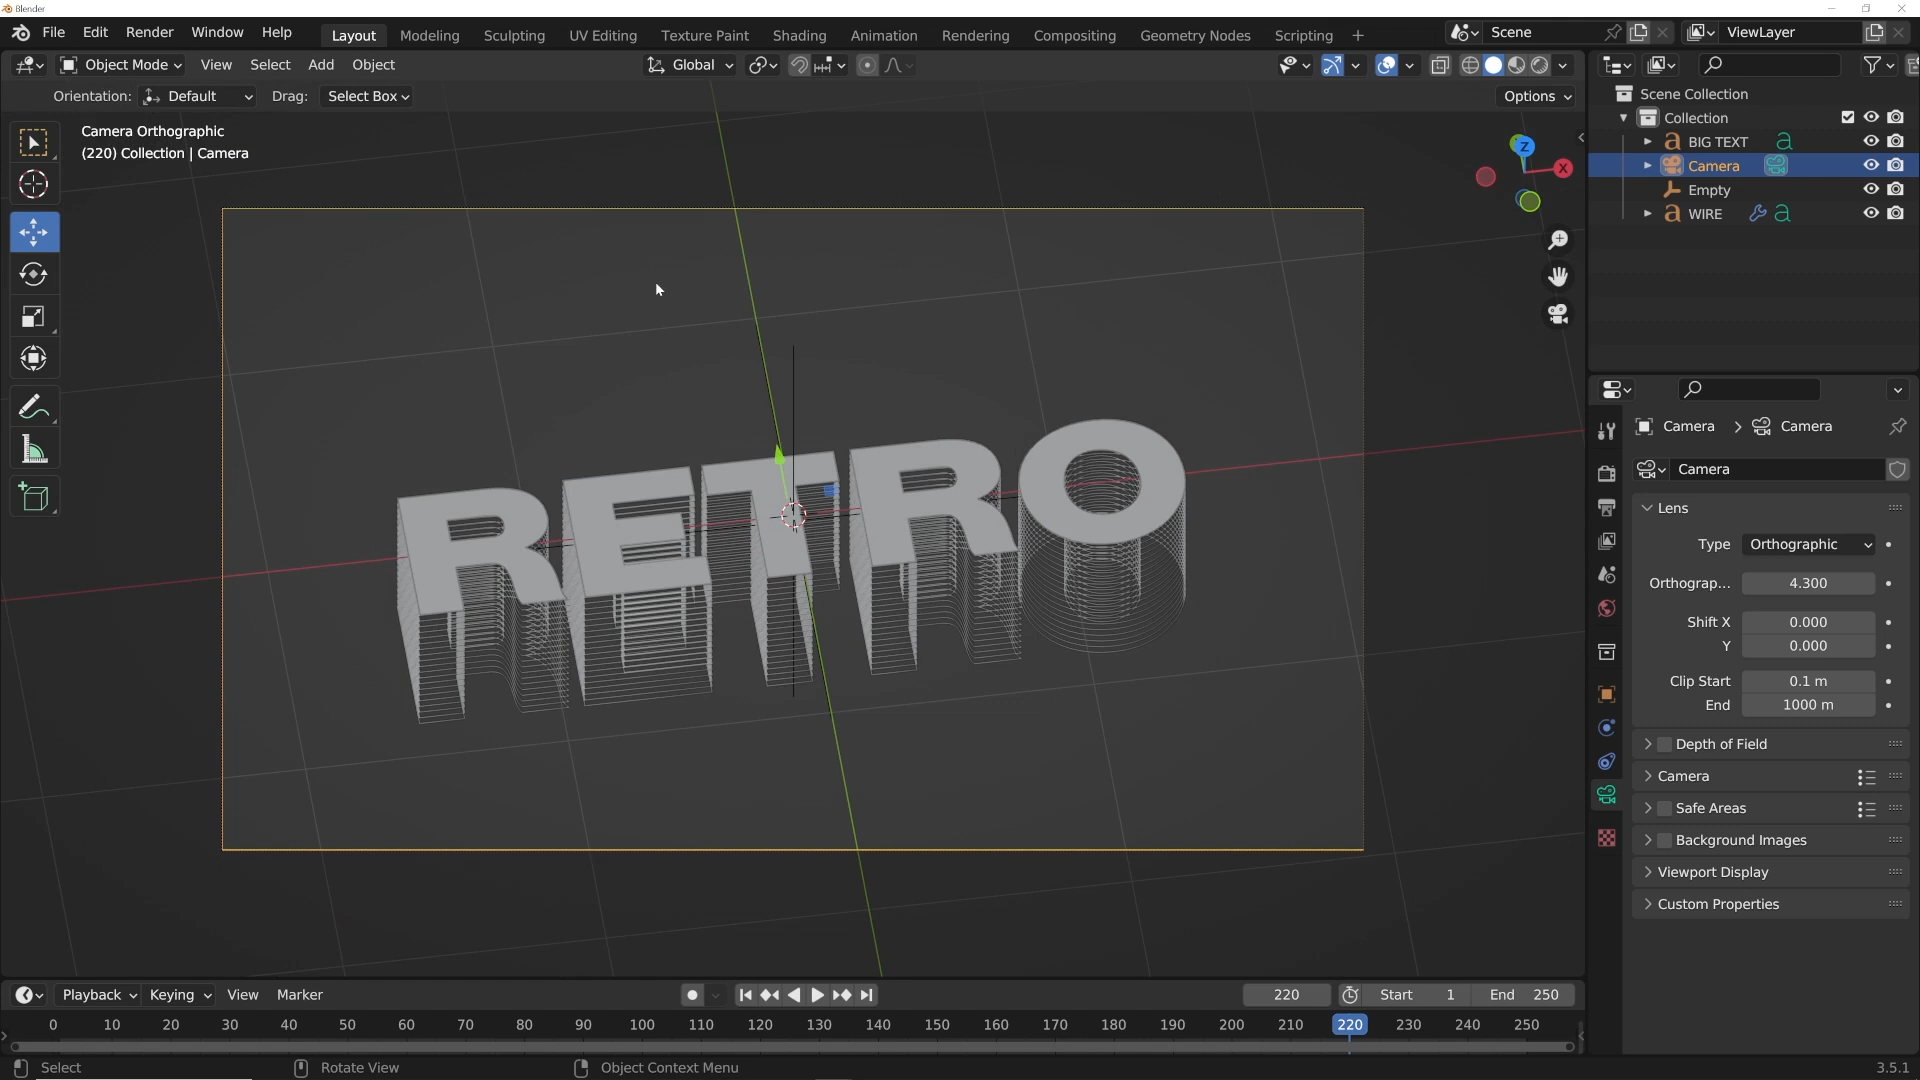 Blender
File Edit Render Window Help Layout Modeling Sculpting UV Editing Texture Paint Shading Animation Rendering Compositing Geometry Nodes Scripting + Scene ViewLayer
Object Mode View Select Add Object Global
Orientation: Default Drag: Select Box Options
Camera Orthographic
(220) Collection | Camera
Z
X
RETRO
Scene Collection
Collection
BIG TEXT
Camera
Empty
WIRE
Camera > Camera
Camera
Lens
Type Orthographic
Orthograp... 4.300
Shift X 0.000
Y 0.000
Clip Start 0.1 m
End 1000 m
Depth of Field
Camera
Safe Areas
Background Images
Viewport Display
Custom Properties
Playback Keying View Marker 220 Start 1 End 250
0 10 20 30 40 50 60 70 80 90 100 110 120 130 140 150 160 170 180 190 200 210 220 230 240 250
Select Rotate View Object Context Menu 3.5.1